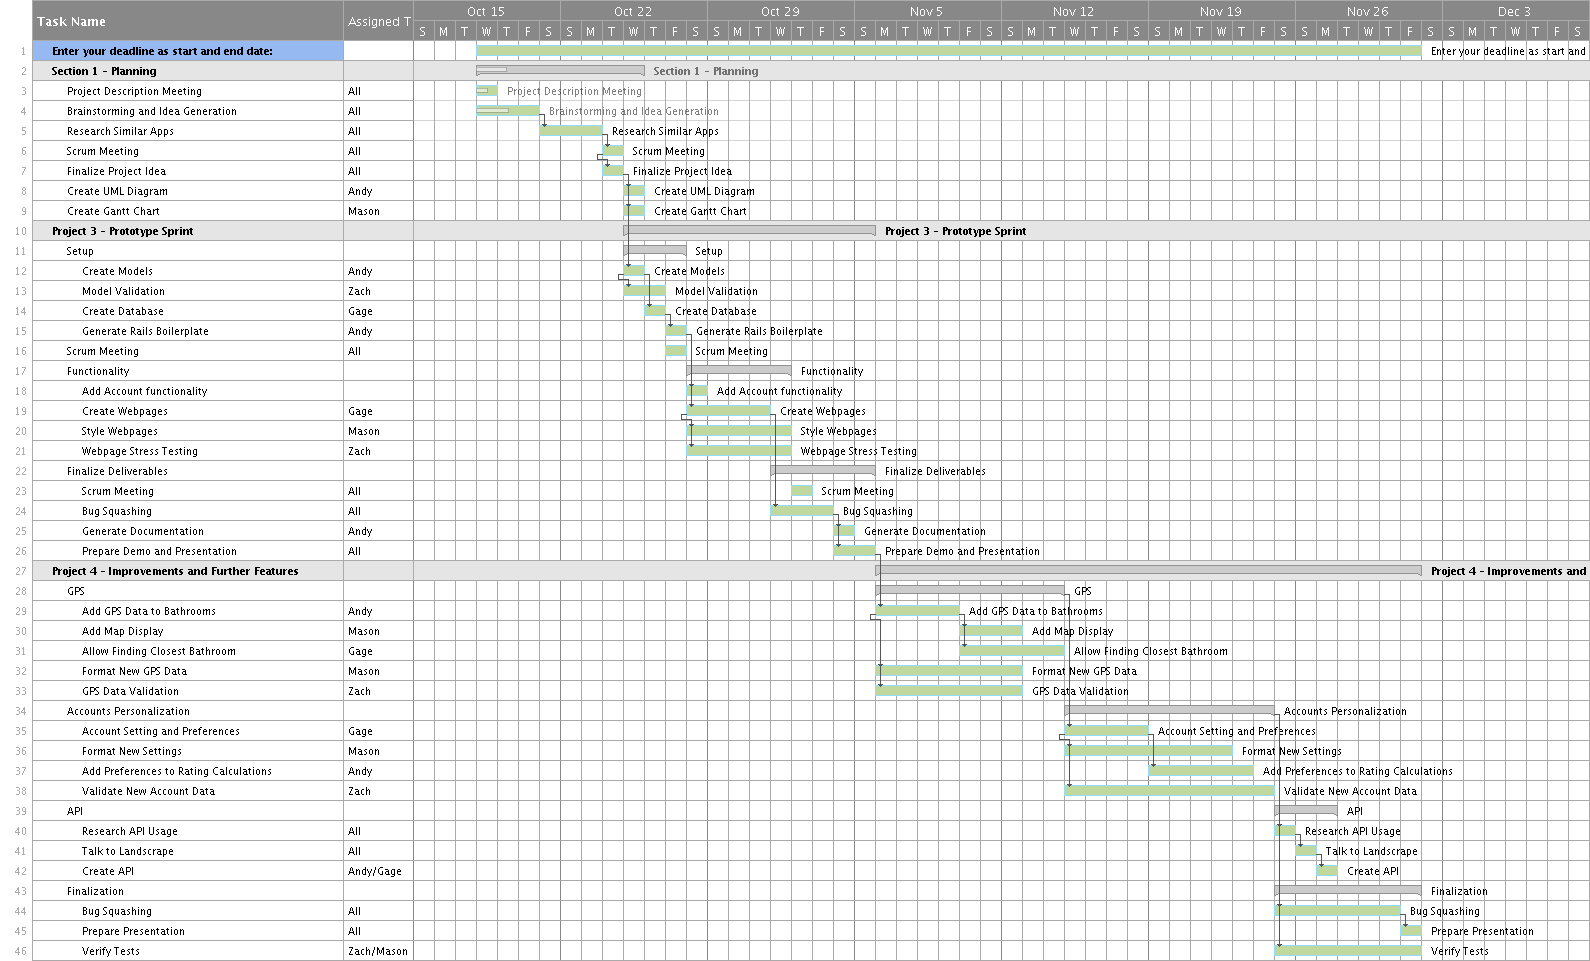 Task Name Assigned T Oct 15 Oct 22 Oct 29 Nov 5 Nov 12 Nov 19 Nov 26 Dec 3
S M T W T F S S M T W T F S S M T W T F S S M T W T F S S M T W T F S S M T W T F S S M T W T F S S M T W T F S
1 Enter your deadline as start and end date: Enter your deadline as start and
2 Section 1 - Planning Section 1 - Planning
3 Project Description Meeting All Project Description Meeting
4 Brainstorming and Idea Generation All Brainstorming and Idea Generation
5 Research Similar Apps All Research Similar Apps
6 Scrum Meeting All Scrum Meeting
7 Finalize Project Idea All Finalize Project Idea
8 Create UML Diagram Andy Create UML Diagram
9 Create Gantt Chart Mason Create Gantt Chart
10 Project 3 - Prototype Sprint Project 3 - Prototype Sprint
11 Setup Setup
12 Create Models Andy Create Models
13 Model Validation Zach Model Validation
14 Create Database Gage Create Database
15 Generate Rails Boilerplate Andy Generate Rails Boilerplate
16 Scrum Meeting All Scrum Meeting
17 Functionality Functionality
18 Add Account functionality Add Account functionality
19 Create Webpages Gage Create Webpages
20 Style Webpages Mason Style Webpages
21 Webpage Stress Testing Zach Webpage Stress Testing
22 Finalize Deliverables Finalize Deliverables
23 Scrum Meeting All Scrum Meeting
24 Bug Squashing All Bug Squashing
25 Generate Documentation Andy Generate Documentation
26 Prepare Demo and Presentation All Prepare Demo and Presentation
27 Project 4 - Improvements and Further Features Project 4 - Improvements and
28 GPS GPS
29 Add GPS Data to Bathrooms Andy Add GPS Data to Bathrooms
30 Add Map Display Mason Add Map Display
31 Allow Finding Closest Bathroom Gage Allow Finding Closest Bathroom
32 Format New GPS Data Mason Format New GPS Data
33 GPS Data Validation Zach GPS Data Validation
34 Accounts Personalization Accounts Personalization
35 Account Setting and Preferences Gage Account Setting and Preferences
36 Format New Settings Mason Format New Settings
37 Add Preferences to Rating Calculations Andy Add Preferences to Rating Calculations
38 Validate New Account Data Zach Validate New Account Data
39 API API
40 Research API Usage All Research API Usage
41 Talk to Landscape All Talk to Landscape
42 Create API Andy/Gage Create API
43 Finalization Finalization
44 Bug Squashing All Bug Squashing
45 Prepare Presentation All Prepare Presentation
46 Verify Tests Zach/Mason Verify Tests